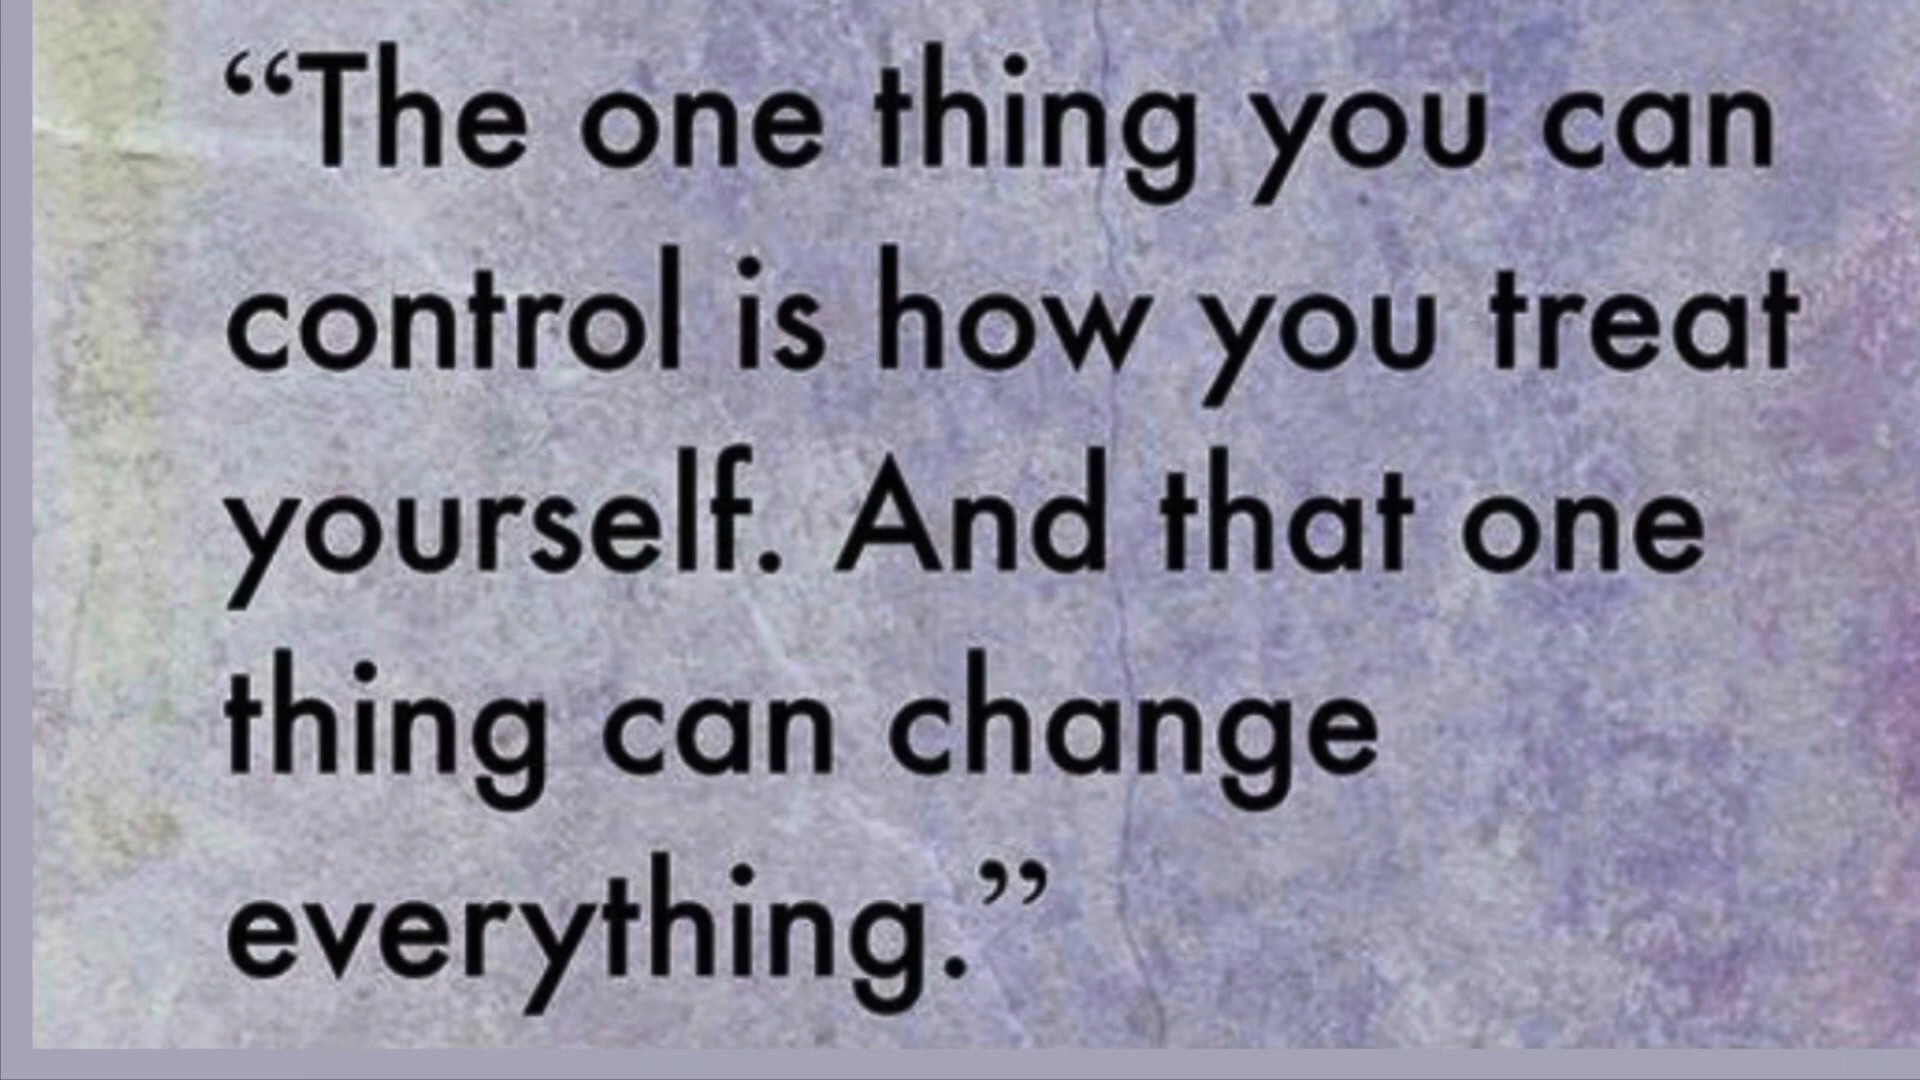 “The one thing you can
control is how you treat
yourself. And that one
thing can change
everything.”